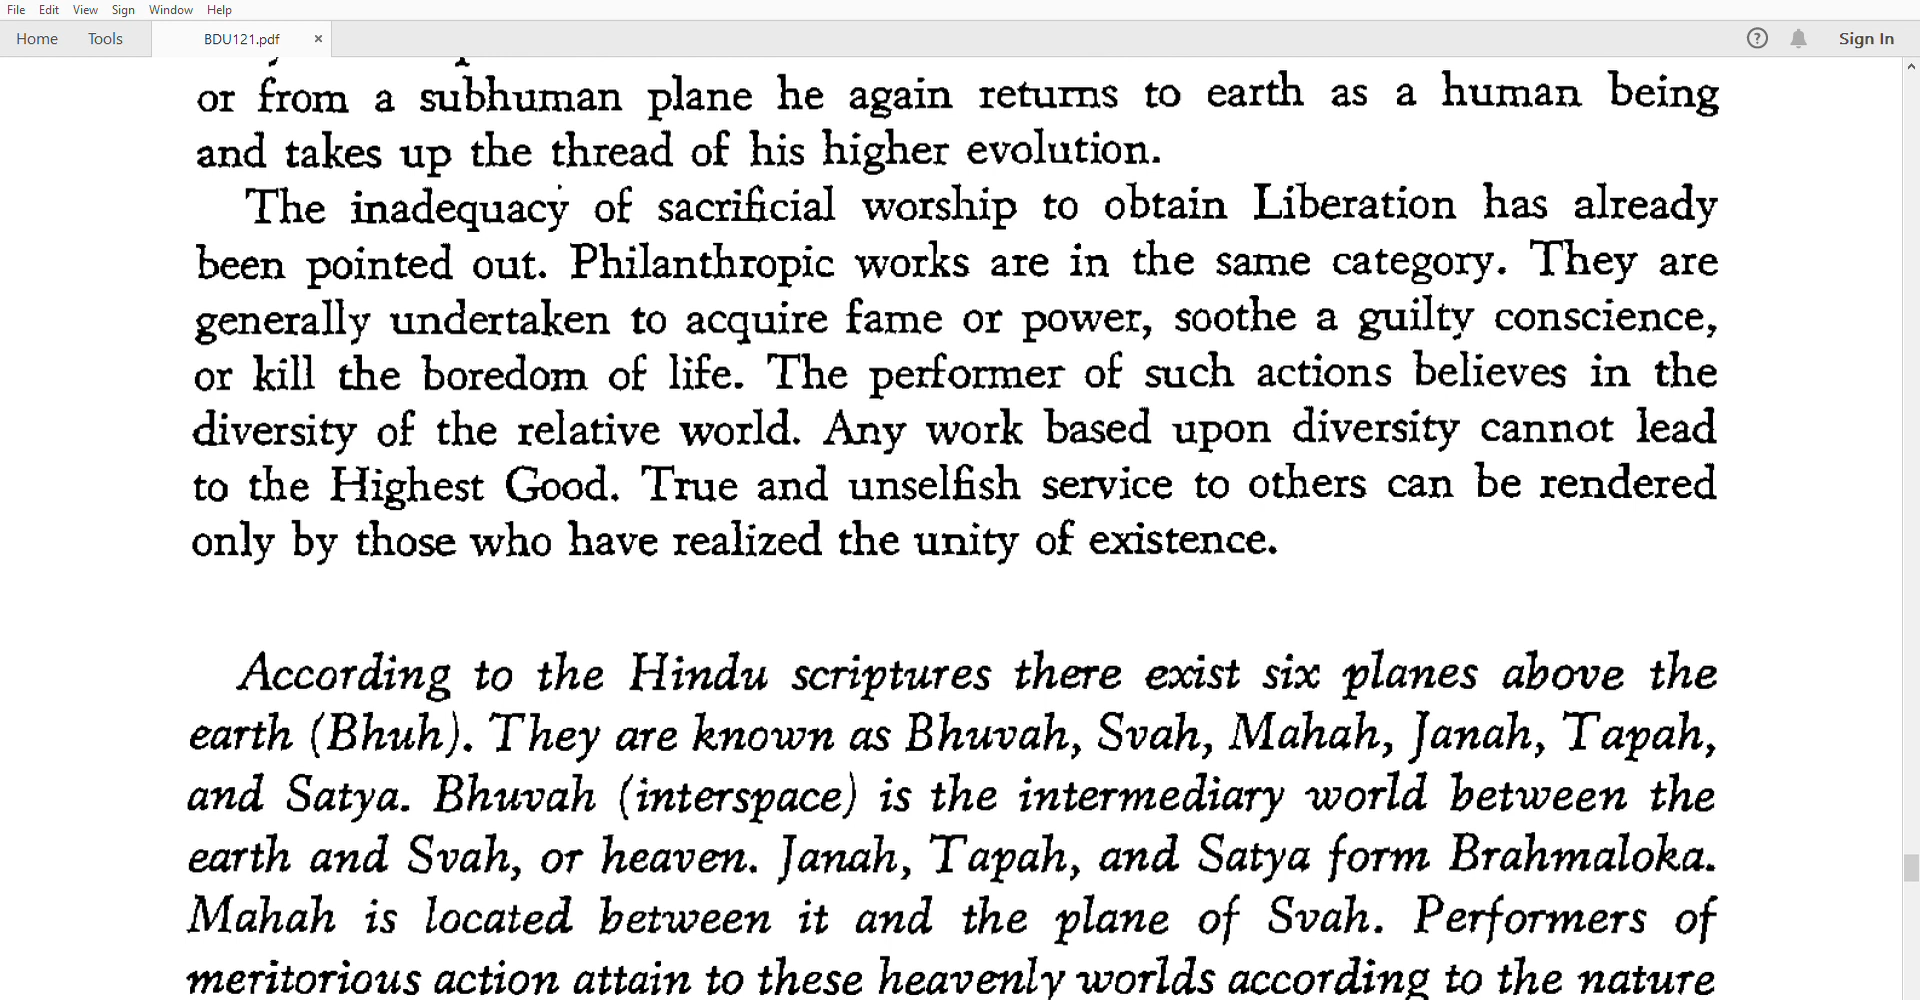 File Edit View Sign Window Help
Home Tools BDU121.pdf × ? Sign In
or from a subhuman plane he again returns to earth as a human being
and takes up the thread of his higher evolution.
The inadequacy of sacrificial worship to obtain Liberation has already
been pointed out. Philanthropic works are in the same category. They are
generally undertaken to acquire fame or power, soothe a guilty conscience,
or kill the boredom of life. The performer of such actions believes in the
diversity of the relative world. Any work based upon diversity cannot lead
to the Highest Good. True and unselfish service to others can be rendered
only by those who have realized the unity of existence.
According to the Hindu scriptures there exist six planes above the
earth (Bhuh). They are known as Bhuvah, Svah, Mahah, Janah, Tapah,
and Satya. Bhuvah (interspace) is the intermediary world between the
earth and Svah, or heaven. Janah, Tapah, and Satya form Brahmaloka.
Mahah is located between it and the plane of Svah. Performers of
meritorious action attain to these heavenly worlds according to the nature